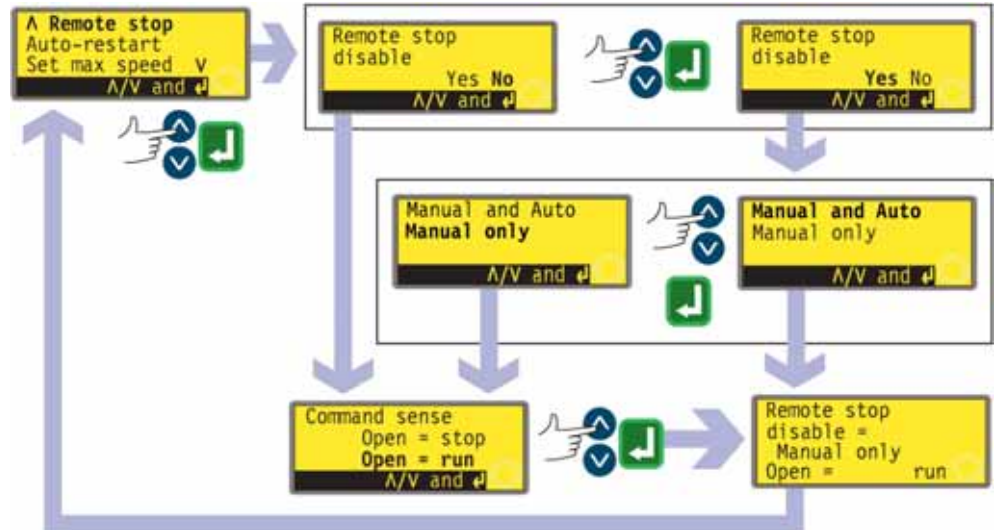 Λ Remote stop
Auto-restart
Set max speed V
Λ/V and ↲
Remote stop
disable
Yes No
Λ/V and ↲
Remote stop
disable
Yes No
Λ/V and ↲
Manual and Auto
Manual only
Λ/V and ↲
Manual and Auto
Manual only
Λ/V and ↲
Command sense
Open = stop
Open = run
Λ/V and ↲
Remote stop
disable =
Manual only
Open = run